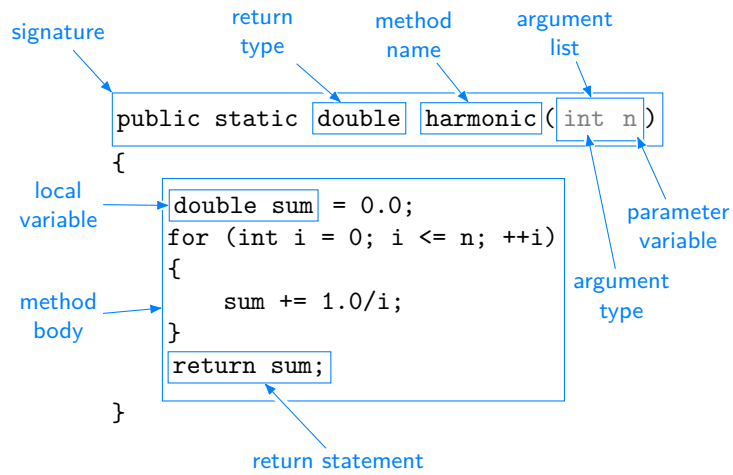 signature
return
type
method
name
argument
list
public static double harmonic(int n)
{
local
variable
double sum = 0.0;
for (int i = 0; i <= n; ++i)
parameter
variable
{
method
body
sum += 1.0/i;
argument
type
}
return sum;
}
return statement